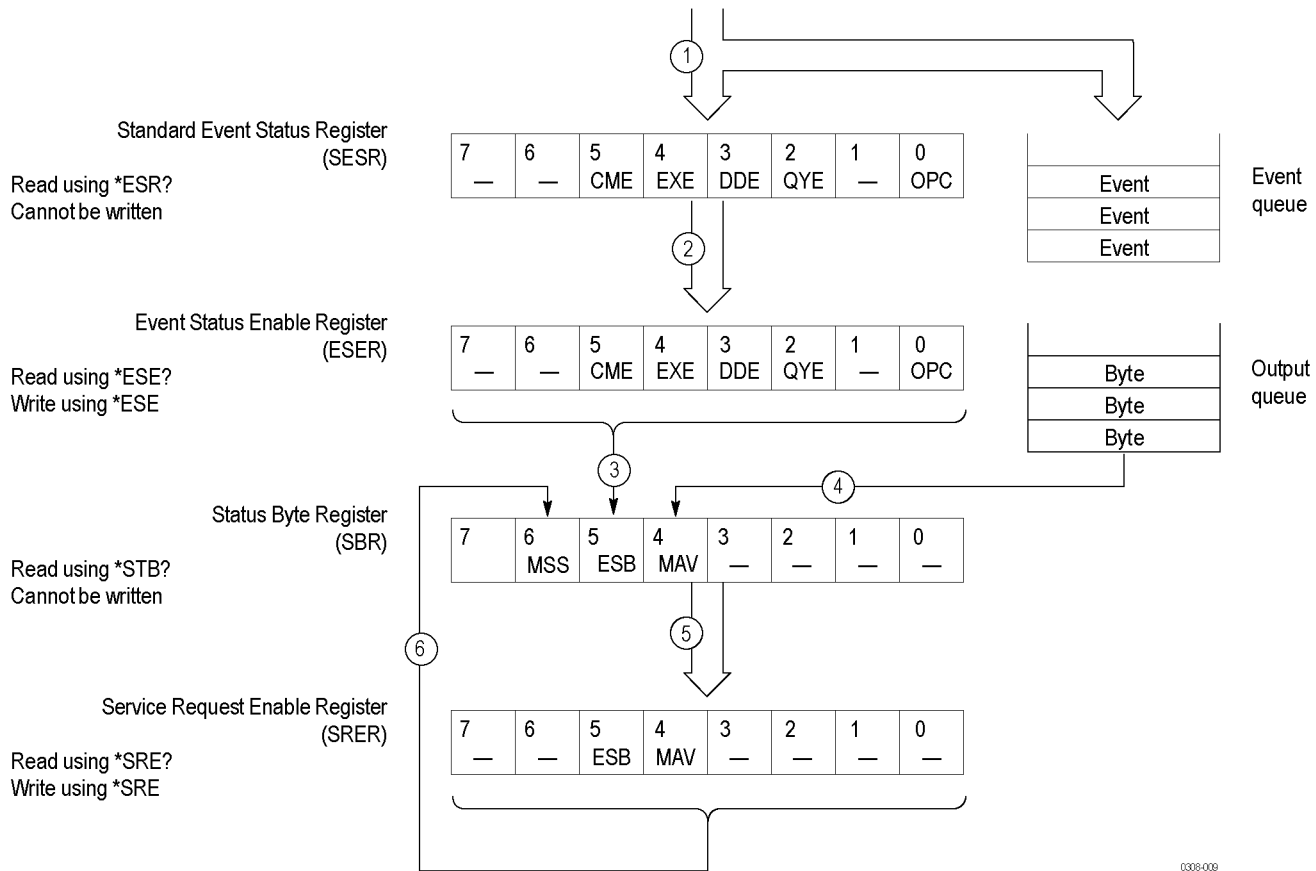 1
Standard Event Status Register
(SESR)
Read using *ESR?
Cannot be written
7 6 5 4 3 2 1 0
— — CME EXE DDE QYE — OPC
Event
Event
Event
Event
queue
2
Event Status Enable Register
(ESER)
Read using *ESE?
Write using *ESE
7 6 5 4 3 2 1 0
— — CME EXE DDE QYE — OPC
Byte
Byte
Byte
Output
queue
3
4
Status Byte Register
(SBR)
Read using *STB?
Cannot be written
7 6 5 4 3 2 1 0
MSS ESB MAV — — — —
5
6
Service Request Enable Register
(SRER)
Read using *SRE?
Write using *SRE
7 6 5 4 3 2 1 0
— — ESB MAV — — — —
0308-009